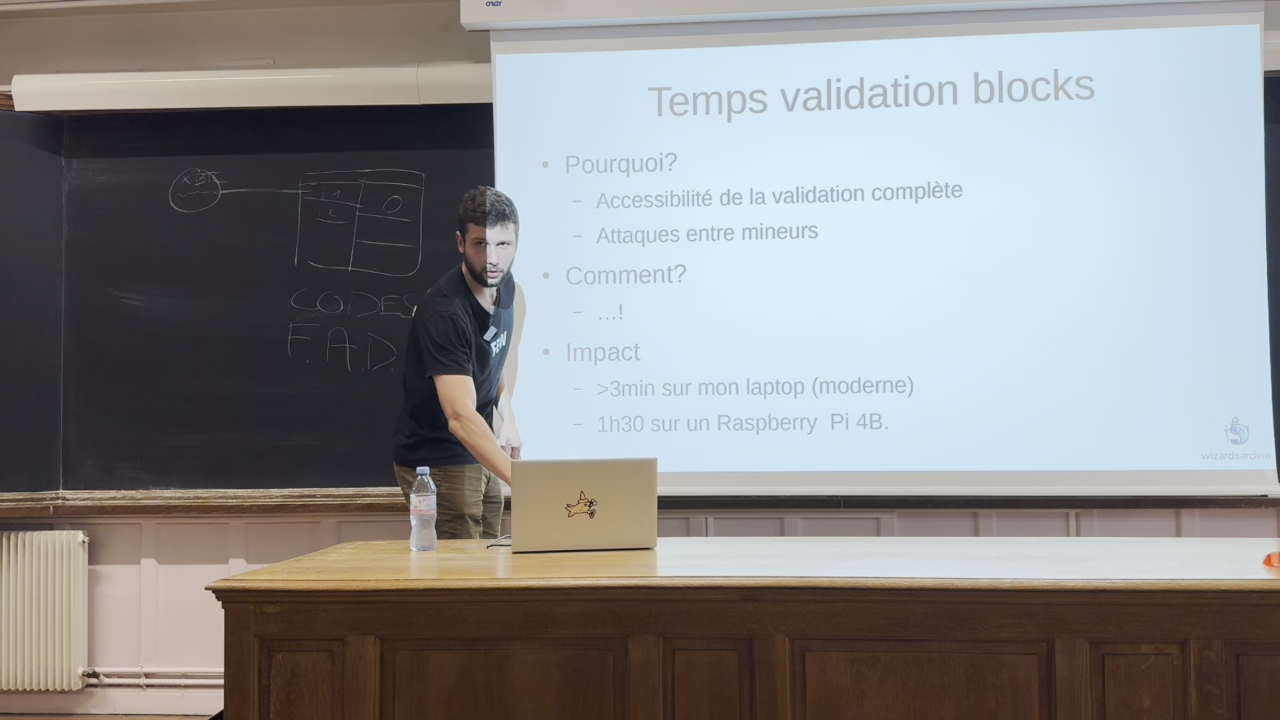 Temps validation blocks
• Pourquoi?
– Accessibilité de la validation complète
– Attaques entre mineurs
• Comment?
– ...!
• Impact
– >3min sur mon laptop (moderne)
– 1h30 sur un Raspberry Pi 4B.
wizardsardine
CODES
F.A.D.